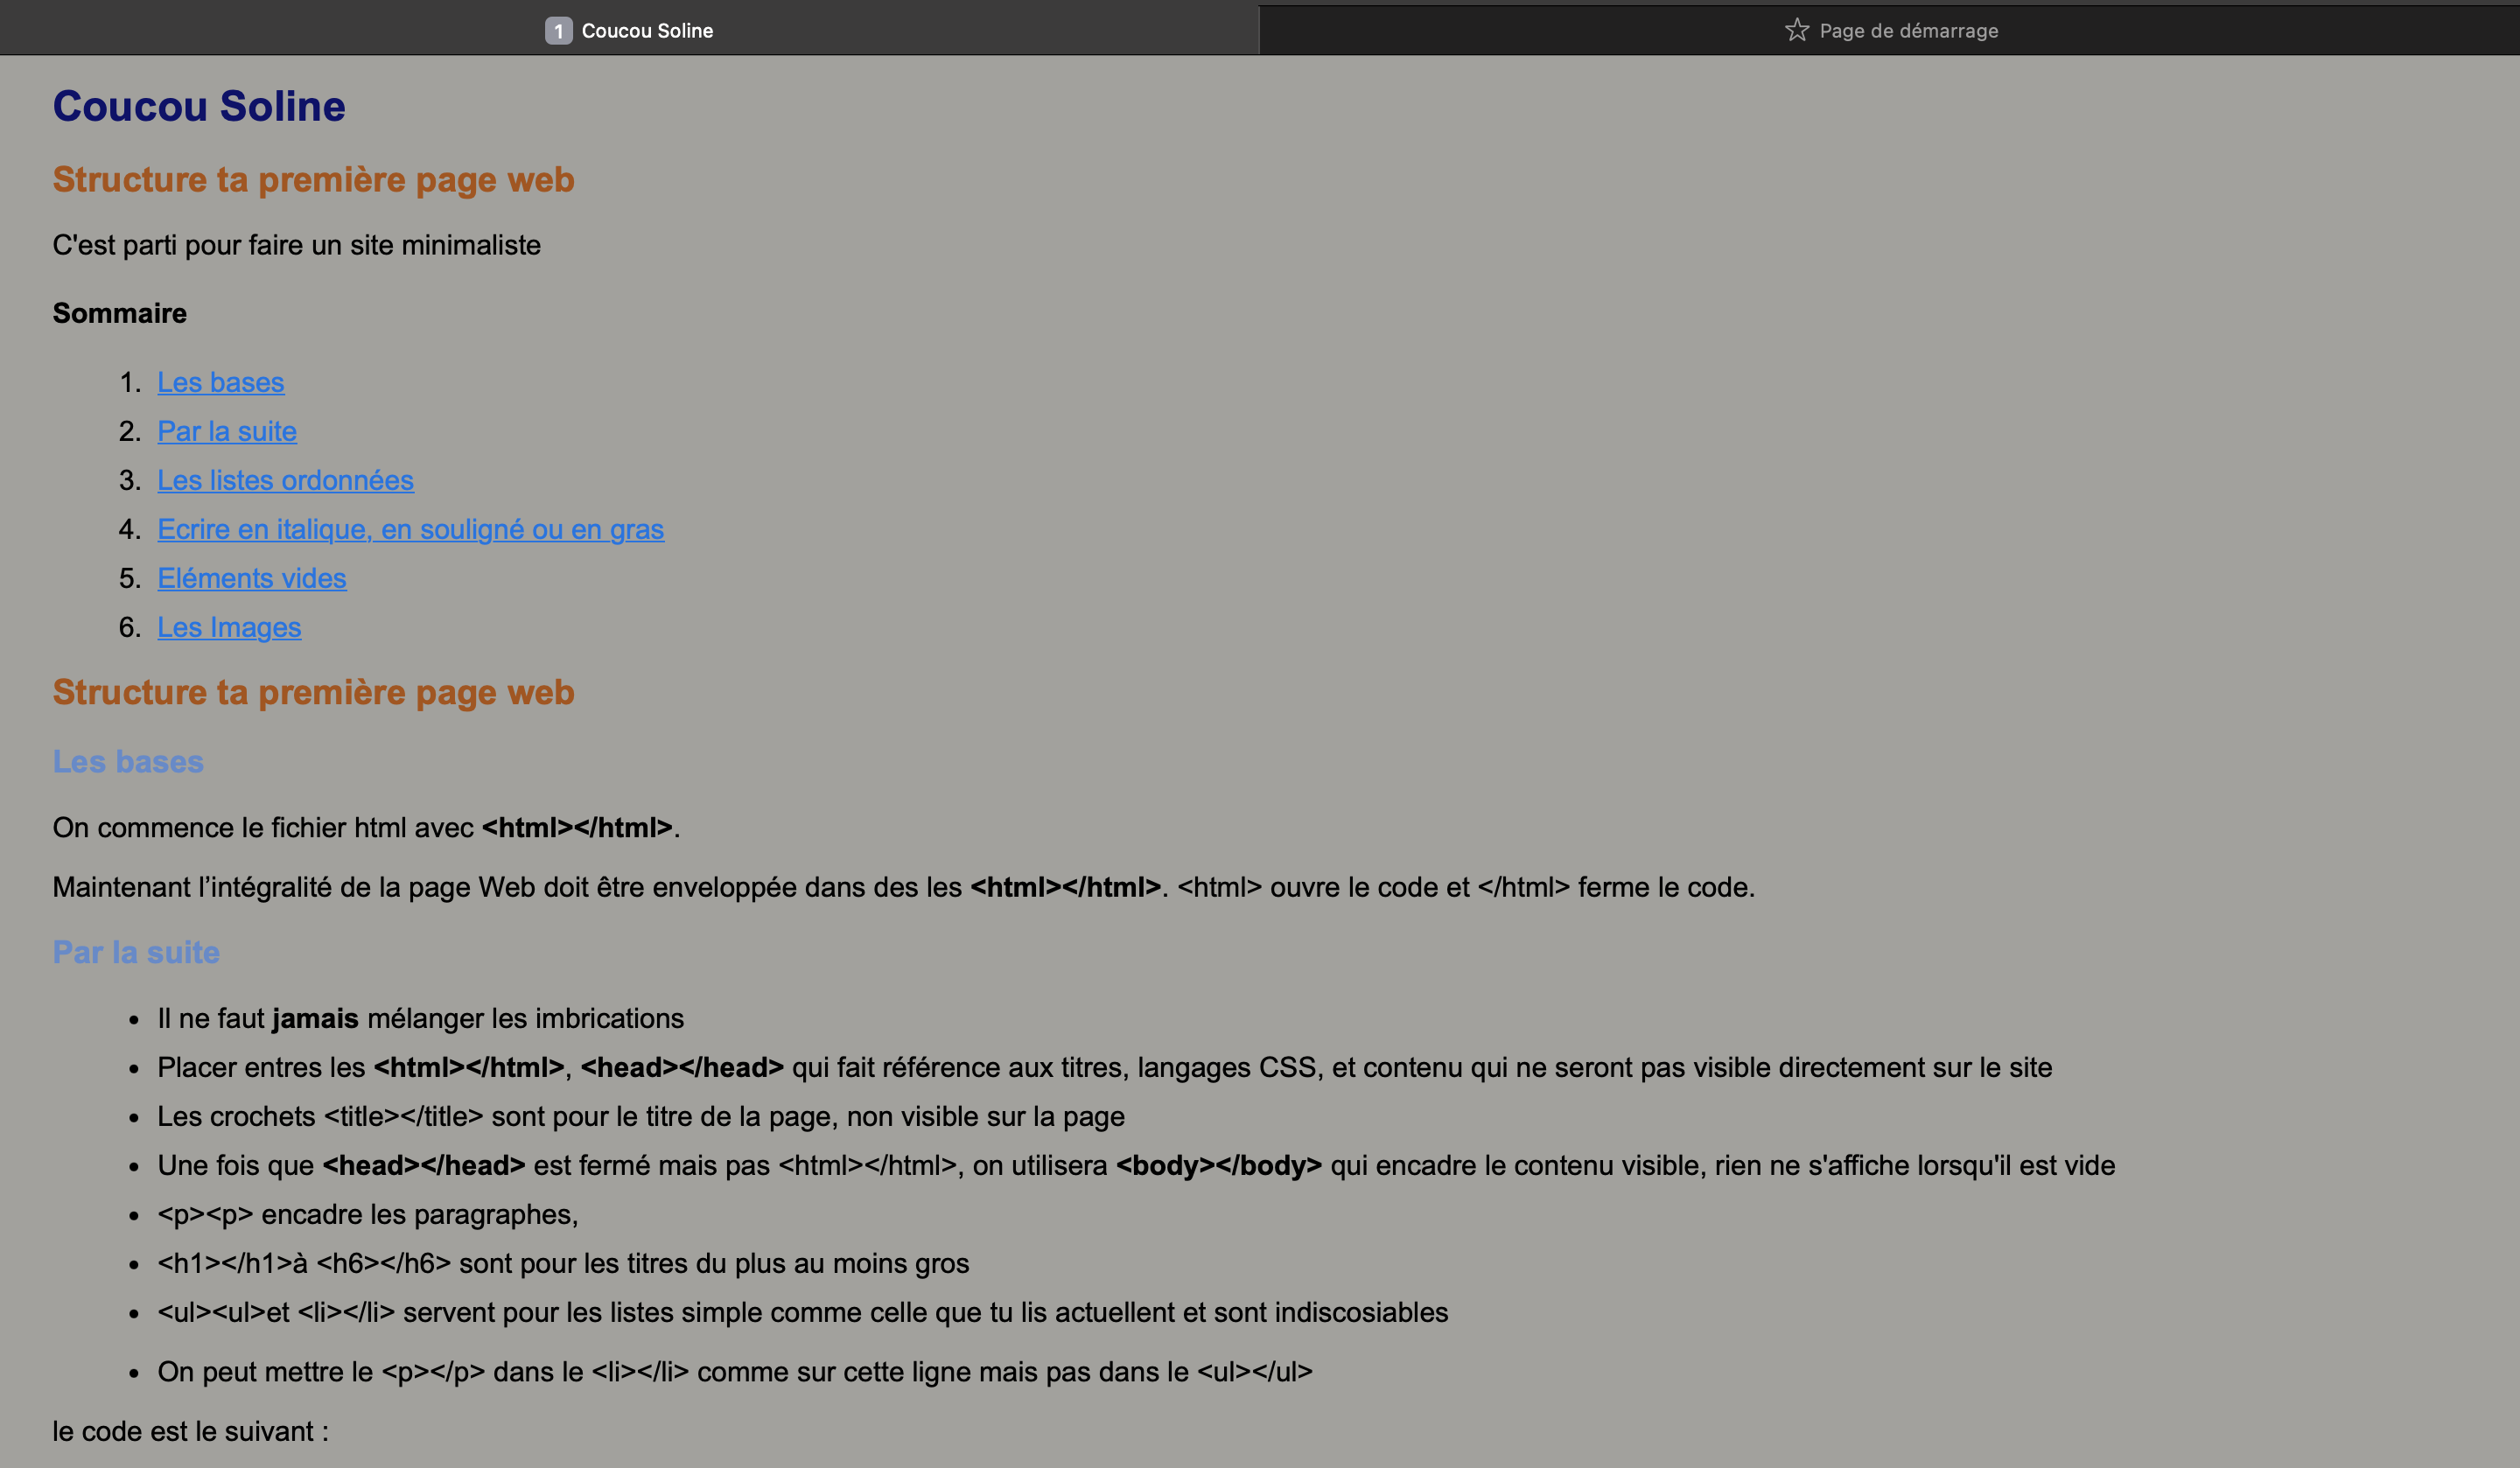 1 Coucou Soline
Page de démarrage
Coucou Soline
Structure ta première page web
C'est parti pour faire un site minimaliste
Sommaire
1. Les bases
2. Par la suite
3. Les listes ordonnées
4. Ecrire en italique, en souligné ou en gras
5. Eléments vides
6. Les Images
Structure ta première page web
Les bases
On commence le fichier html avec <html></html>.
Maintenant l’intégralité de la page Web doit être enveloppée dans des les <html></html>. <html> ouvre le code et </html> ferme le code.
Par la suite
• Il ne faut jamais mélanger les imbrications
• Placer entres les <html></html>, <head></head> qui fait référence aux titres, langages CSS, et contenu qui ne seront pas visible directement sur le site
• Les crochets <title></title> sont pour le titre de la page, non visible sur la page
• Une fois que <head></head> est fermé mais pas <html></html>, on utilisera <body></body> qui encadre le contenu visible, rien ne s'affiche lorsqu'il est vide
• <p><p> encadre les paragraphes,
• <h1></h1>à <h6></h6> sont pour les titres du plus au moins gros
• <ul><ul>et <li></li> servent pour les listes simple comme celle que tu lis actuellent et sont indiscosiables
• On peut mettre le <p></p> dans le <li></li> comme sur cette ligne mais pas dans le <ul></ul>
le code est le suivant :